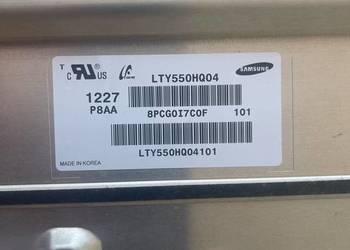 T
C UL US
LTY550HQ04
SAMSUNG
1227
P8AA
8PCG0I7C0F 101
LTY550HQ04101
MADE IN KOREA